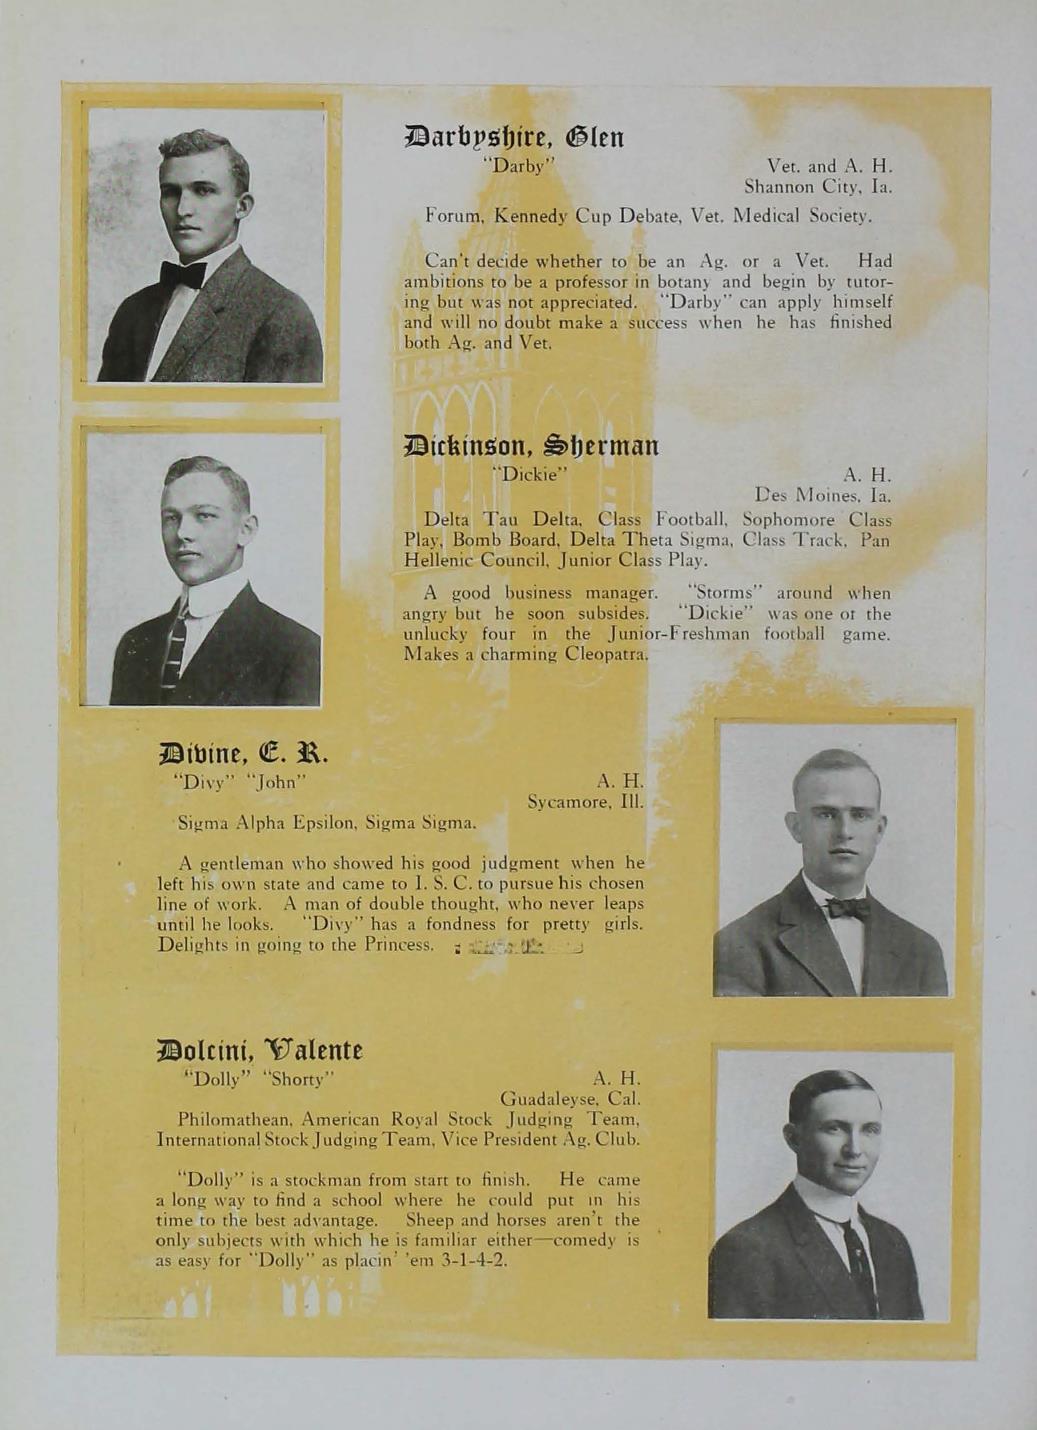 Darbyshire, Glen
"Darby" Vet. and A. H.
Shannon City, Ia.
Forum, Kennedy Cup Debate, Vet. Medical Society.
Can't decide whether to be an Ag. or a Vet. Had
ambitions to be a professor in botany and begin by tutor-
ing but was not appreciated. "Darby" can apply himself
and will no doubt make a success when he has finished
both Ag. and Vet.
Dickinson, Sherman
"Dickie" A. H.
Des Moines, Ia.
Delta Tau Delta, Class Football, Sophomore Class
Play, Bomb Board, Delta Theta Sigma, Class Track, Pan
Hellenic Council, Junior Class Play.
A good business manager. "Storms" around when
angry but he soon subsides. "Dickie" was one of the
unlucky four in the Junior-Freshman football game.
Makes a charming Cleopatra.
Divine, E. R.
"Divy" "John" A. H.
Sycamore, Ill.
Sigma Alpha Epsilon, Sigma Sigma.
A gentleman who showed his good judgment when he
left his own state and came to I. S. C. to pursue his chosen
line of work. A man of double thought, who never leaps
until he looks. "Divy" has a fondness for pretty girls.
Delights in going to the Princess.
Dolcini, Valente
"Dolly" "Shorty" A. H.
Guadaleyse, Cal.
Philomathean, American Royal Stock Judging Team,
International Stock Judging Team, Vice President Ag. Club.
"Dolly" is a stockman from start to finish. He came
a long way to find a school where he could put in his
time to the best advantage. Sheep and horses aren't the
only subjects with which he is familiar either—comedy is
as easy for "Dolly" as placin' 'em 3-1-4-2.